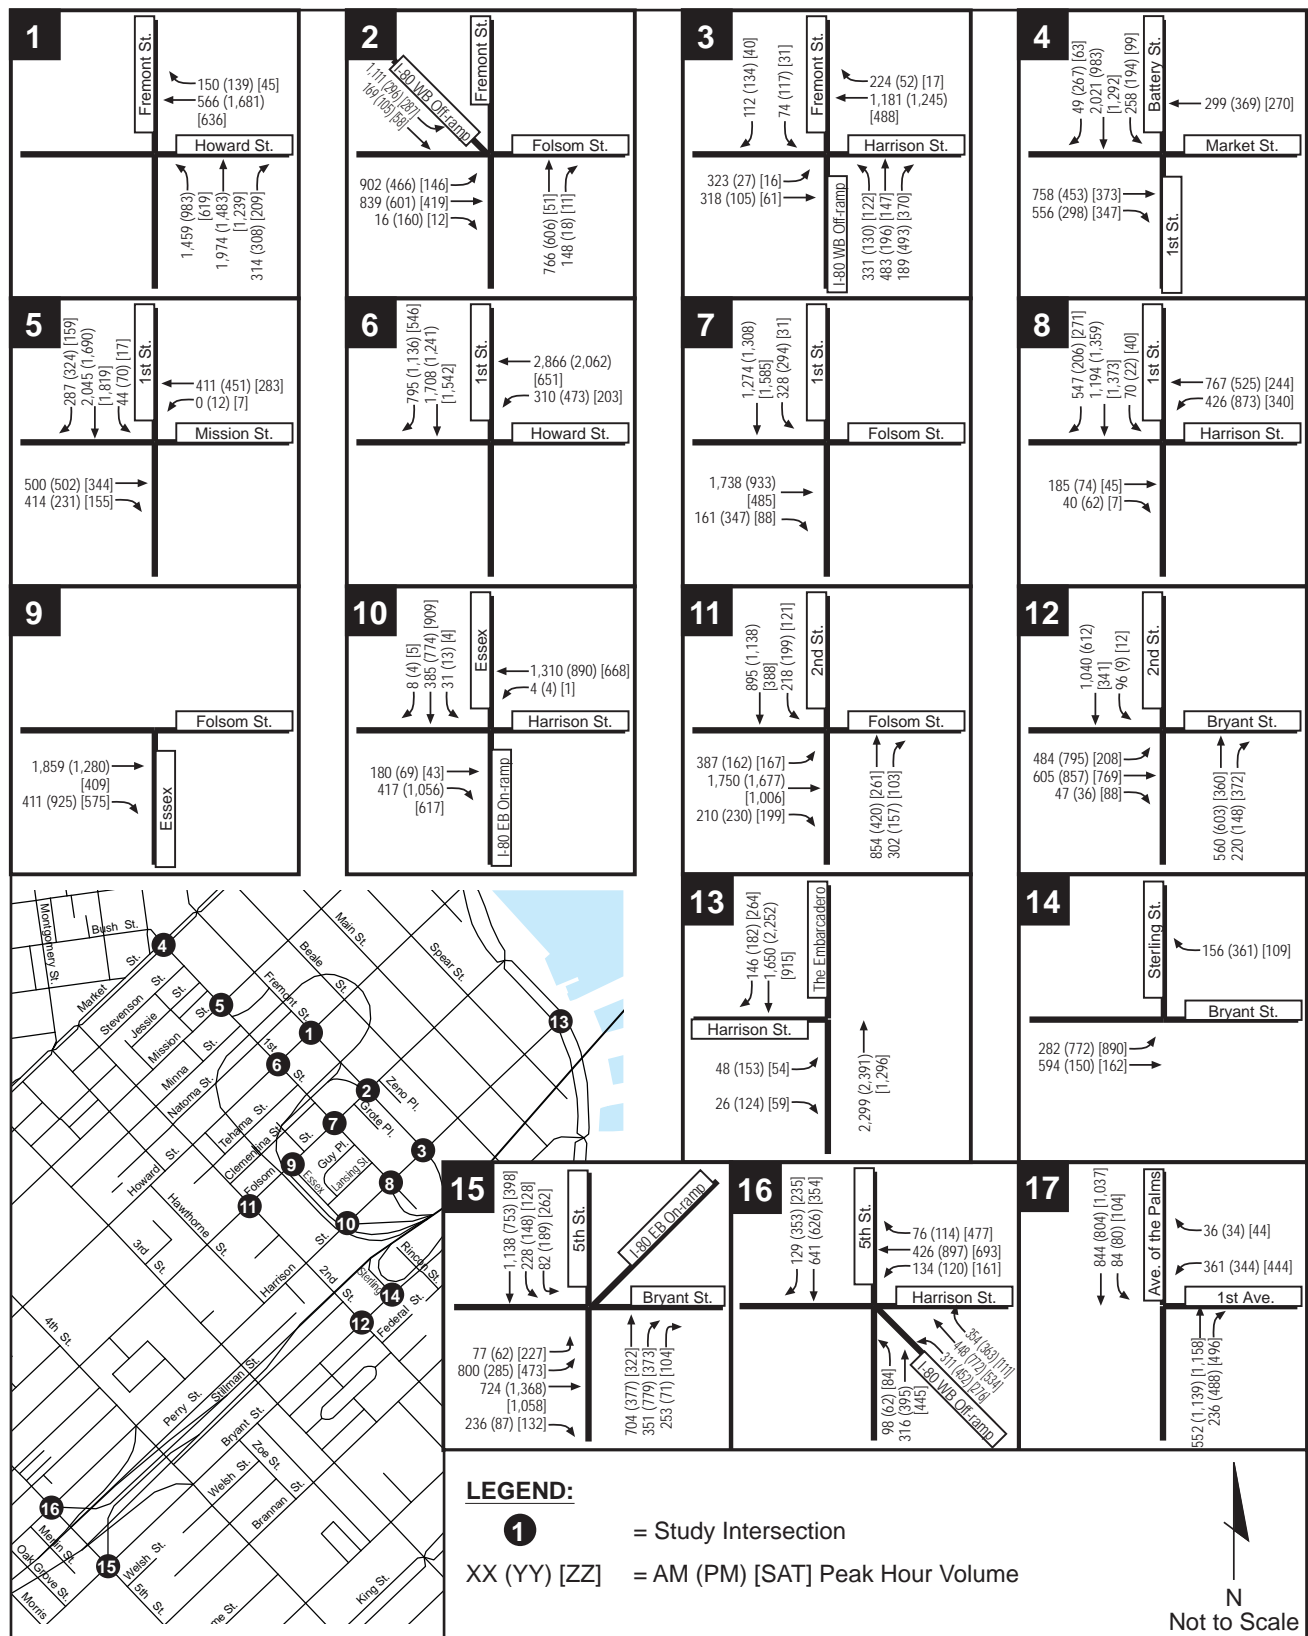 1
Fremont St.
150 (139) [45]
566 (1,681)
[636]
Howard St.
1,459 (983)
[619]
1,974 (1,483)
[1,239]
314 (308) [209]
2
I-80 WB Off-ramp
Fremont St.
1,111 (296) [287]
169 (105) [58]
Folsom St.
902 (466) [146]
839 (601) [419]
16 (160) [12]
766 (606) [51]
148 (18) [11]
3
112 (134) [40]
74 (117) [31]
Fremont St.
224 (52) [17]
1,181 (1,245)
[488]
Harrison St.
323 (27) [16]
318 (105) [61]
I-80 WB Off-ramp
331 (130) [122]
483 (196) [147]
189 (493) [370]
4
49 (267) [63]
2,021 (983)
[1,292]
258 (194) [99]
Battery St.
299 (369) [270]
Market St.
758 (453) [373]
556 (298) [347]
1st St.
5
287 (324) [159]
2,045 (1,690)
[1,819]
44 (70) [17]
1st St.
411 (451) [283]
0 (12) [7]
Mission St.
500 (502) [344]
414 (231) [155]
6
795 (1,136) [546]
1,708 (1,241)
[1,542]
1st St.
2,866 (2,062)
[651]
310 (473) [203]
Howard St.
7
1,274 (1,308)
[1,585]
328 (294) [31]
1st St.
Folsom St.
1,738 (933)
[485]
161 (347) [88]
8
547 (206) [271]
1,194 (1,359)
[1,373]
70 (22) [40]
1st St.
767 (525) [244]
426 (873) [340]
Harrison St.
185 (74) [45]
40 (62) [7]
9
Folsom St.
1,859 (1,280)
[409]
411 (925) [575]
Essex
10
8 (4) [5]
385 (774) [909]
31 (13) [4]
Essex
1,310 (890) [668]
4 (4) [1]
Harrison St.
180 (69) [43]
417 (1,056)
[617]
I-80 EB On-ramp
11
895 (1,138)
[388]
218 (199) [121]
2nd St.
Folsom St.
387 (162) [167]
1,750 (1,677)
[1,006]
210 (230) [199]
854 (420) [261]
302 (157) [103]
12
1,040 (612)
[341]
96 (9) [12]
2nd St.
Bryant St.
484 (795) [208]
605 (857) [769]
47 (36) [88]
560 (603) [360]
220 (148) [372]
13
146 (182) [264]
1,650 (2,252)
[915]
The Embarcadero
Harrison St.
48 (153) [54]
26 (124) [59]
2,299 (2,391)
[1,296]
14
Sterling St.
156 (361) [109]
Bryant St.
282 (772) [890]
594 (150) [162]
15
1,138 (753) [398]
228 (148) [128]
82 (189) [262]
5th St.
I-80 EB On-ramp
Bryant St.
77 (62) [227]
800 (285) [473]
724 (1,368)
[1,058]
236 (87) [132]
704 (377) [322]
351 (779) [373]
253 (71) [104]
16
129 (353) [235]
641 (626) [354]
5th St.
76 (114) [477]
426 (897) [693]
134 (120) [161]
Harrison St.
354 (363) [111]
448 (772) [534]
311 (452) [276]
I-80 WB Off-ramp
98 (62) [84]
316 (395)
[445]
17
844 (804) [1,037]
84 (80) [104]
Ave. of the Palms
36 (34) [44]
361 (344) [444]
1st Ave.
552 (1,139) [1,158]
236 (488) [496]
Montgomery St.
Bush St.
4
Market St.
Stevenson St.
Jessie St.
Mission St.
5
Minna St.
Natoma St.
Fremont St.
Beale St.
Main St.
Spear St.
13
1
1st St.
6
2
Zeno Pl.
Grote Pl.
7
3
Tehama St.
Clementina St.
Guy Pl.
Lansing St.
Essex
9
8
Folsom St.
Howard St.
Hawthorne St.
11
10
3rd St.
Harrison St.
2nd St.
Rincon St.
Sterling
14
12
Federal St.
4th St.
Perry St.
Stillman St.
Bryant St.
Zoe St.
Welsh St.
Brannan St.
16
Merlin St.
Oak Grove St.
Morris
15
Welsh St.
5th St.
me St.
King St.
LEGEND:
1 = Study Intersection
XX (YY) [ZZ] = AM (PM) [SAT] Peak Hour Volume
N
Not to Scale